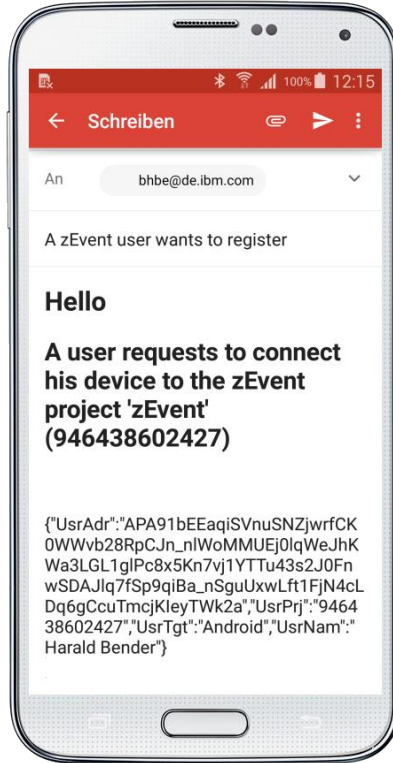 100% 12:15
Schreiben
An bhbe@de.ibm.com
A zEvent user wants to register
Hello
A user requests to connect
his device to the zEvent
project 'zEvent'
(946438602427)
{"UsrAdr":"APA91bEEaqiSVnuSNZjwrfCK
0WWvb28RpCJn_nlWoMMUEj0lqWeJhK
Wa3LGL1glPc8x5Kn7vj1YTTu43s2J0Fn
wSDAJlq7fSp9qiBa_nSguUxwLft1FjN4cL
Dq6gCcuTmcjKIeyTWk2a","UsrPrj":"9464
38602427","UsrTgt":"Android","UsrNam":"
Harald Bender"}